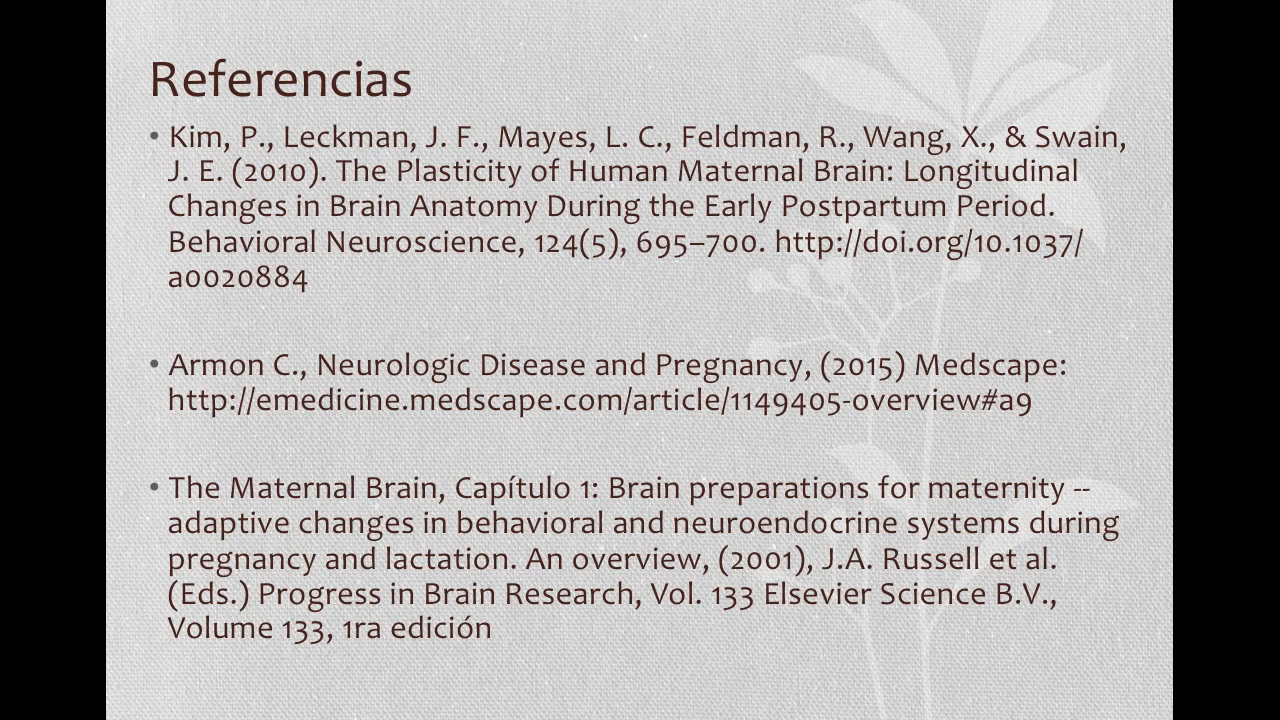 Referencias
• Kim, P., Leckman, J. F., Mayes, L. C., Feldman, R., Wang, X., & Swain,
J. E. (2010). The Plasticity of Human Maternal Brain: Longitudinal
Changes in Brain Anatomy During the Early Postpartum Period.
Behavioral Neuroscience, 124(5), 695–700. http://doi.org/10.1037/
a0020884
• Armon C., Neurologic Disease and Pregnancy, (2015) Medscape:
http://emedicine.medscape.com/article/1149405-overview#a9
• The Maternal Brain, Capítulo 1: Brain preparations for maternity --
adaptive changes in behavioral and neuroendocrine systems during
pregnancy and lactation. An overview, (2001), J.A. Russell et al.
(Eds.) Progress in Brain Research, Vol. 133 Elsevier Science B.V.,
Volume 133, 1ra edición